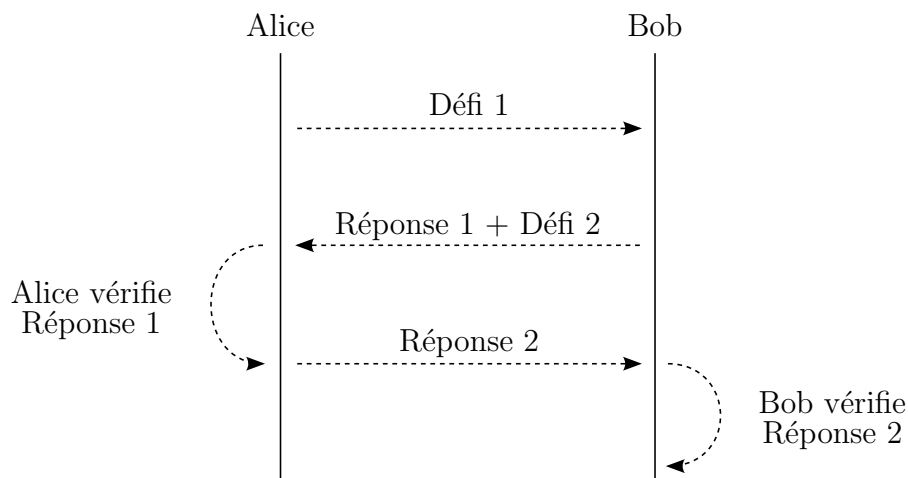 Alice
Bob
Défi 1
Réponse 1 + Défi 2
Alice vérifie
Réponse 1
Réponse 2
Bob vérifie
Réponse 2